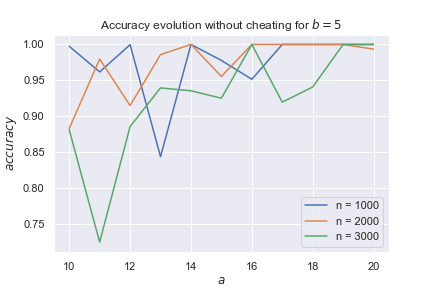 Accuracy evolution without cheating for b = 5
1.00
0.95
0.90
0.85
0.80
0.75
accuracy
10
12
14
16
18
20
a
n = 1000
n = 2000
n = 3000